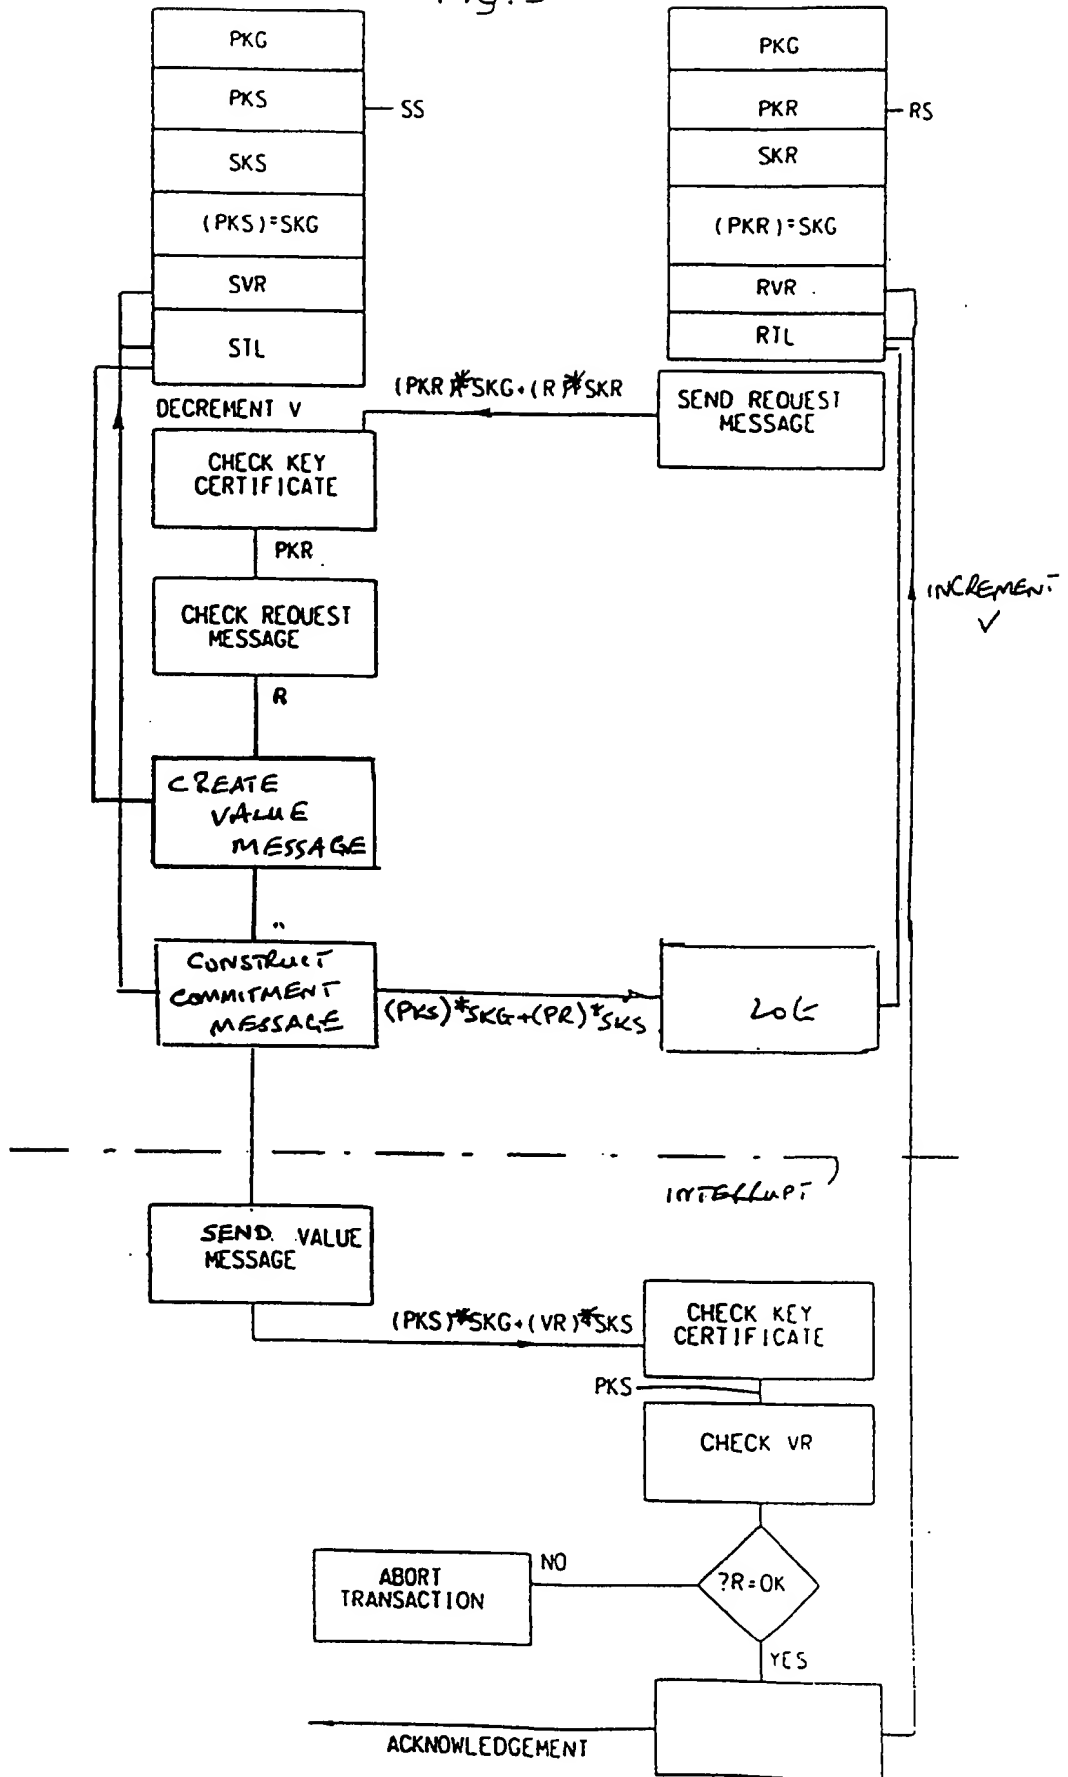 Fig. 3
PKG
PKS
SS
SKS
(PKS)*SKG
SVR
STL
PKG
PKR
RS
SKR
(PKR)*SKG
RVR
RTL
DECREMENT V
(PKR)*SKG+(R)*SKR
SEND REQUEST
MESSAGE
CHECK KEY
CERTIFICATE
PKR
CHECK REQUEST
MESSAGE
R
INCREMENT
V
CREATE
VALUE
MESSAGE
CONSTRUCT
COMMITMENT
MESSAGE
(PKS)*SKG+(PR)*SKS
INTERRUPT
SEND VALUE
MESSAGE
(PKS)*SKG+(VR)*SKS
CHECK KEY
CERTIFICATE
PKS
CHECK VR
?R=OK
NO
ABORT
TRANSACTION
YES
ACKNOWLEDGEMENT